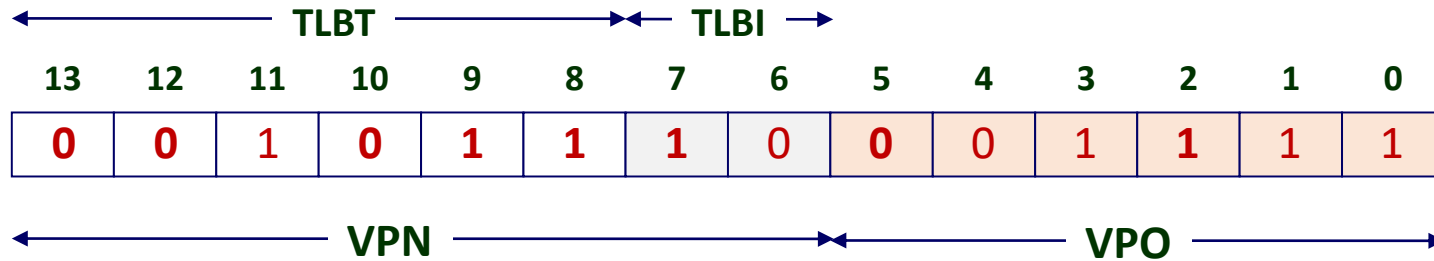 TLBT TLBI
13 12 11 10 9 8 7 6 5 4 3 2 1 0
0 0 1 0 1 1 1 0 0 0 1 1 1 1
VPN VPO